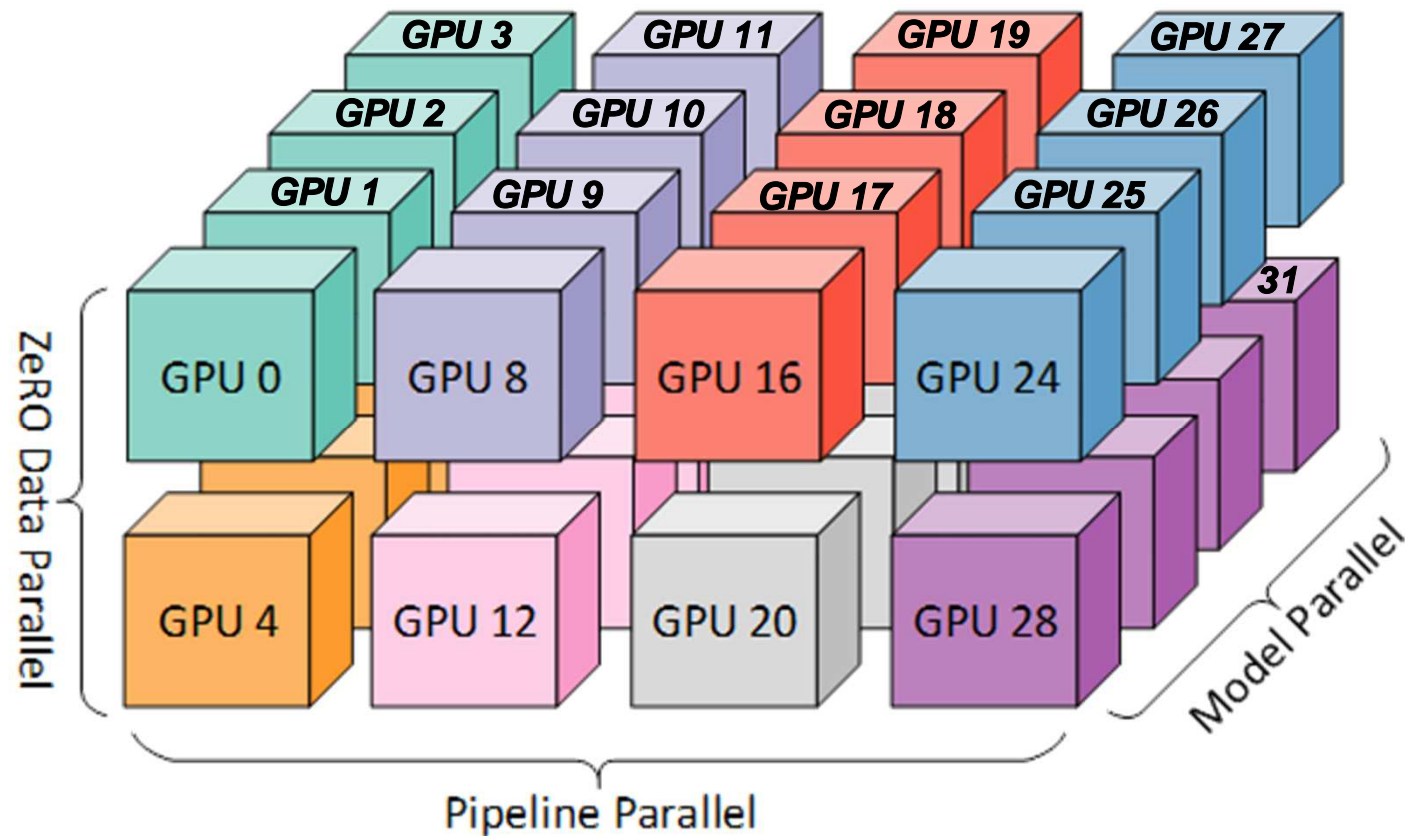 GPU 3
GPU 11
GPU 19
GPU 27
GPU 2
GPU 10
GPU 18
GPU 26
GPU 1
GPU 9
GPU 17
GPU 25
31
GPU 0
GPU 8
GPU 16
GPU 24
ZeRO Data Parallel
GPU 4
GPU 12
GPU 20
GPU 28
Model Parallel
Pipeline Parallel